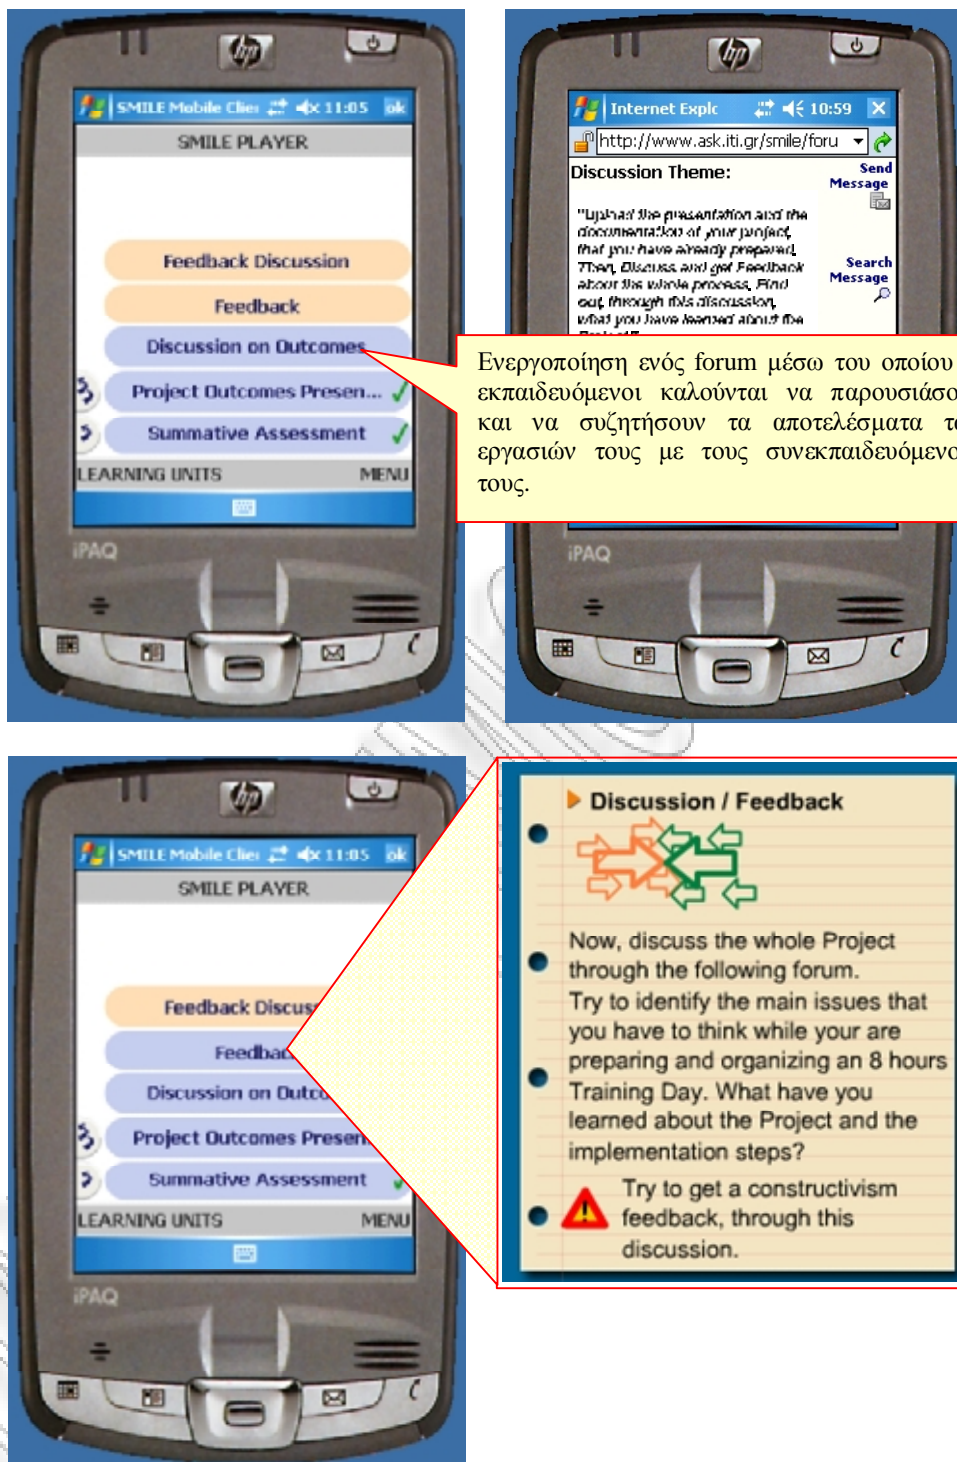 hp
SMILE Mobile Clie 11:05 ok
SMILE PLAYER
Feedback Discussion
Feedback
Discussion on Outcomes
Project Outcomes Presen...
Summative Assessment
LEARNING UNITS MENU
iPAQ
hp
Internet Explc 10:59
http://www.ask.iti.gr/smile/foru
Discussion Theme:
Send
Message
"Upload the presentation and the
documentation of your project,
that you have already prepared.
Then, Discuss and get Feedback
about the whole process. Find
out, through this discussion,
what you have learned about the
Search
Message
Ενεργοποίηση ενός forum μέσω του οποίου
εκπαιδευόμενοι καλούνται να παρουσιάσο
και να συζητήσουν τα αποτελέσματα τ
εργασιών τους με τους συνεκπαιδευόμενο
τους.
iPAQ
hp
SMILE Mobile Clie 11:05 ok
SMILE PLAYER
Feedback Discus
Feedbac
Discussion on Outco
Project Outcomes Presen
Summative Assessment
LEARNING UNITS MENU
iPAQ
Discussion / Feedback
Now, discuss the whole Project
through the following forum.
Try to identify the main issues that
you have to think while your are
preparing and organizing an 8 hours
Training Day. What have you
learned about the Project and the
implementation steps?
Try to get a constructivism
feedback, through this
discussion.